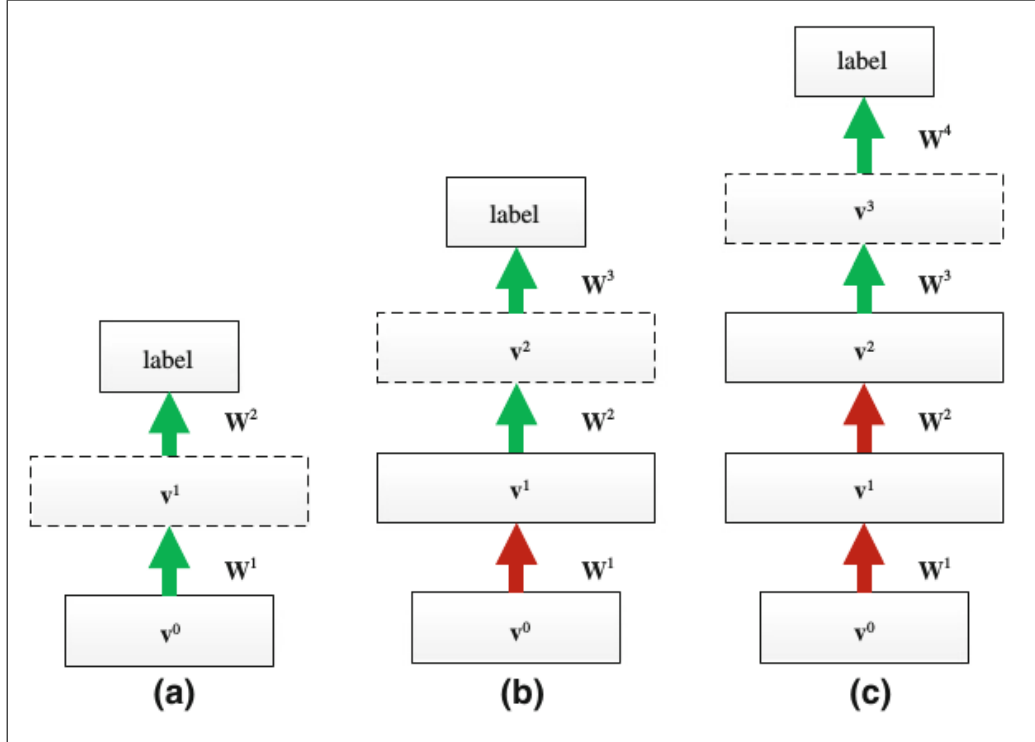 label
W²
v¹
W¹
v⁰
(a)
label
W³
v²
W²
v¹
W¹
v⁰
(b)
label
W⁴
v³
W³
v²
W²
v¹
W¹
v⁰
(c)